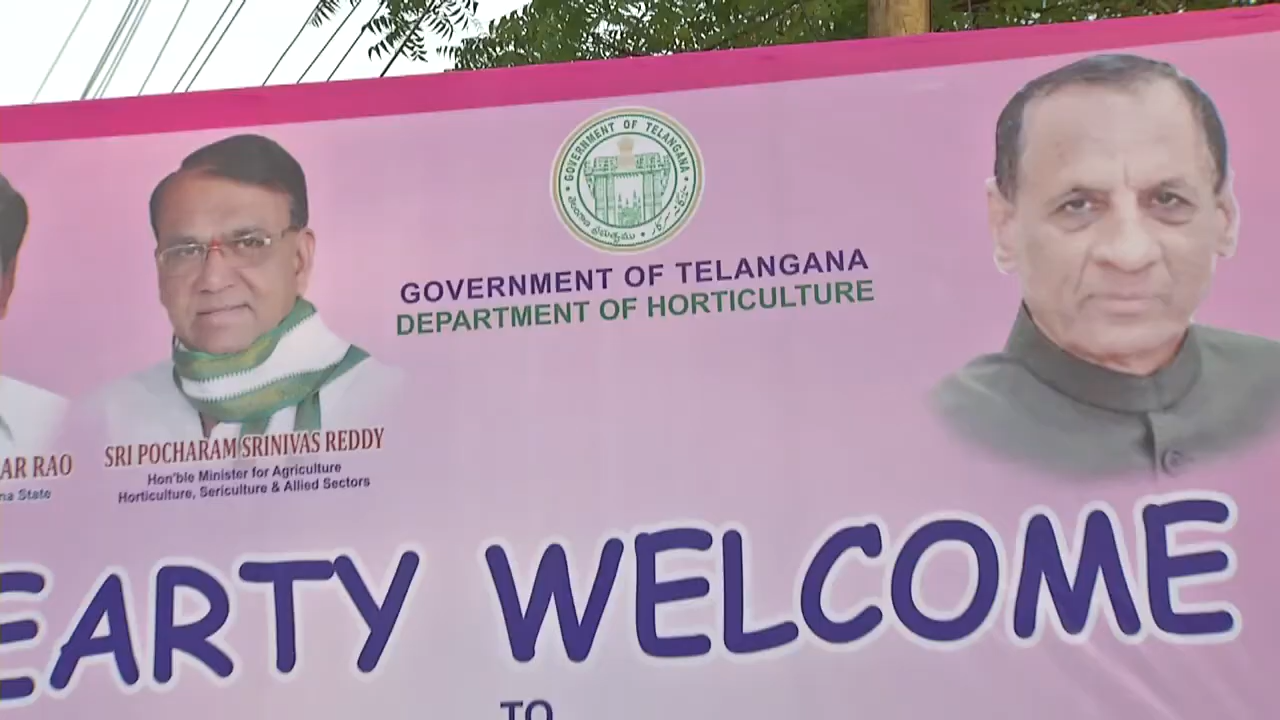 GOVERNMENT OF TELANGANA
GOVERNMENT OF TELANGANA
DEPARTMENT OF HORTICULTURE
AR RAO
na State
SRI POCHARAM SRINIVAS REDDY
Hon'ble Minister for Agriculture
Horticulture, Sericulture & Allied Sectors
EARTY WELCOME
TO